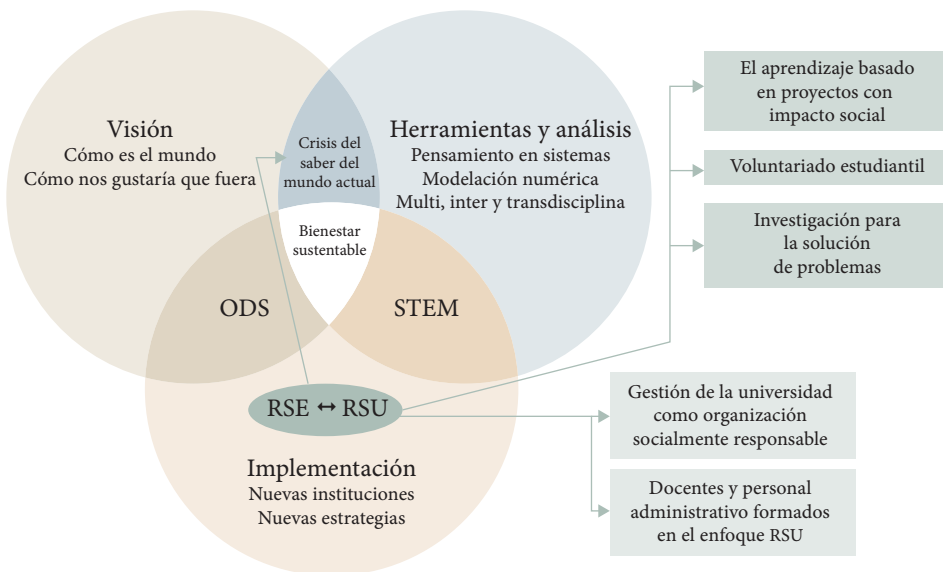 Visión
Cómo es el mundo
Cómo nos gustaría que fuera
Crisis del
saber del
mundo actual
Herramientas y análisis
Pensamiento en sistemas
Modelación numérica
Multi, inter y transdisciplina
Bienestar
sustentable
ODS
STEM
RSE ↔ RSU
Implementación
Nuevas instituciones
Nuevas estrategias
El aprendizaje basado
en proyectos con
impacto social
Voluntariado estudiantil
Investigación para
la solución
de problemas
Gestión de la universidad
como organización
socialmente responsable
Docentes y personal
administrativo formados
en el enfoque RSU